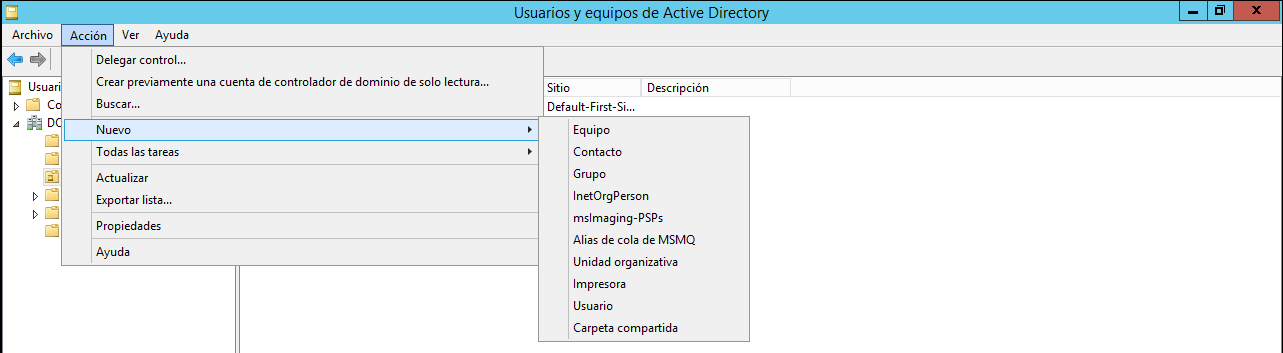 Usuarios y equipos de Active Directory
Archivo Acción Ver Ayuda
Delegar control...
Crear previamente una cuenta de controlador de dominio de solo lectura...
Buscar...
Nuevo
Todas las tareas
Actualizar
Exportar lista...
Propiedades
Ayuda
Usuari
Co
DC
Sitio Descripción
Default-First-Si...
Equipo
Contacto
Grupo
InetOrgPerson
msImaging-PSPs
Alias de cola de MSMQ
Unidad organizativa
Impresora
Usuario
Carpeta compartida